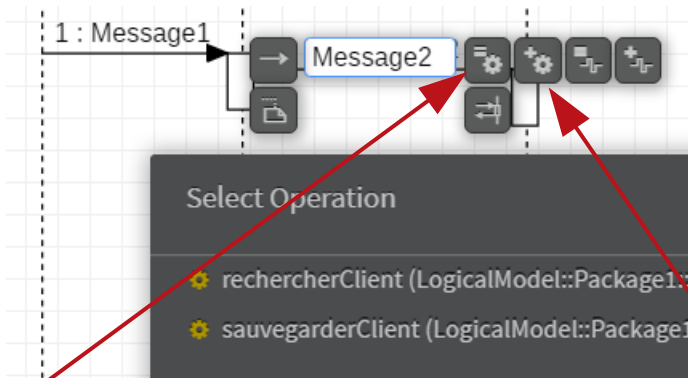 1 : Message1
Message2
Select Operation
rechercherClient (LogicalModel::Package1:
sauvegarderClient (LogicalModel::Package1